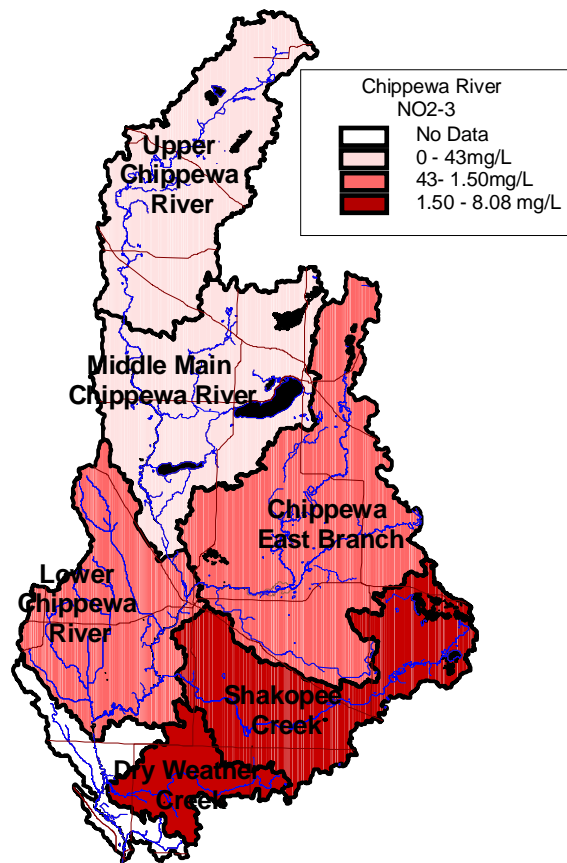 Chippewa River
NO2-3
No Data
0 - 43mg/L
43- 1.50mg/L
1.50 - 8.08 mg/L
Upper
Chippewa
River
Middle Main
Chippewa River
Chippewa
East Branch
Lower
Chippewa
River
Shakopee
Creek
Dry Weather
Creek